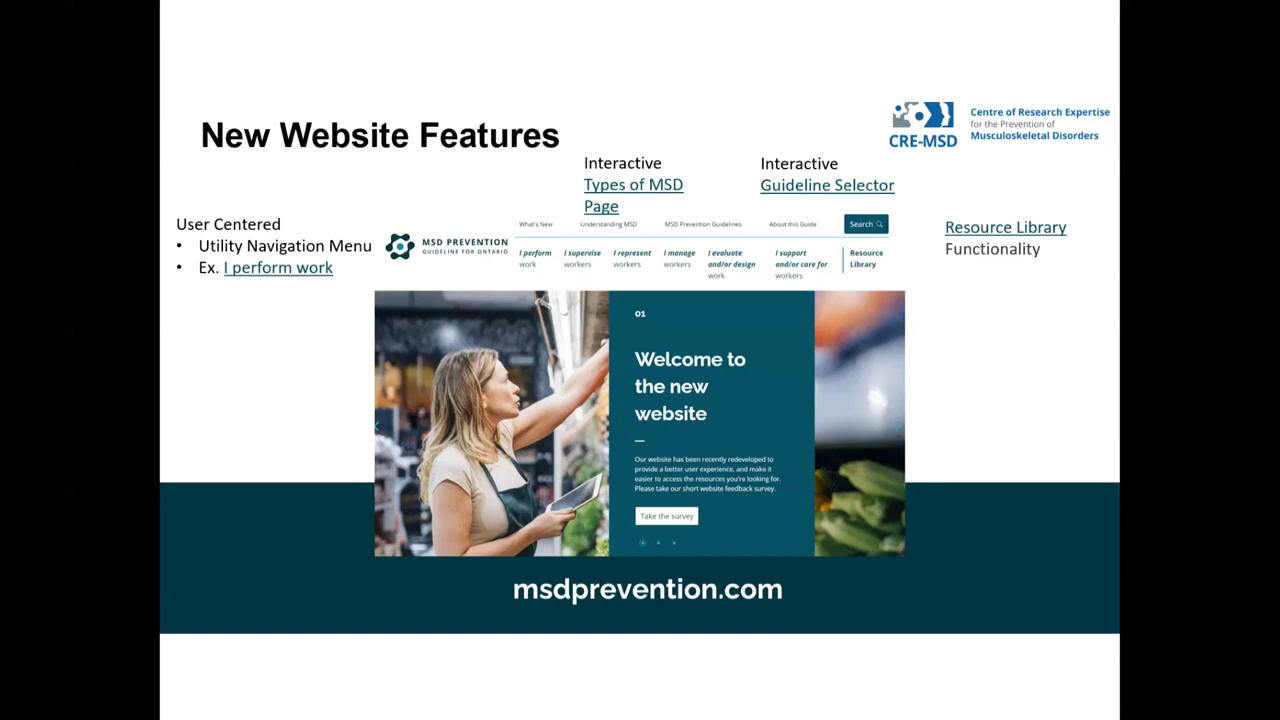 New Website Features
CRE-MSD
Centre of Research Expertise
for the Prevention of
Musculoskeletal Disorders
Interactive
Types of MSD
Page
Interactive
Guideline Selector
User Centered
• Utility Navigation Menu
• Ex. I perform work
Resource Library
Functionality
MSD PREVENTION
GUIDELINE FOR ONTARIO
What's New
Understanding MSD
MSD Prevention Guidelines
About this Guide
Search
I perform
work
I supervise
workers
I represent
workers
I manage
workers
I evaluate
and/or design
work
I support
and/or care for
workers
Resource
Library
01
Welcome to
the new
website
Our website has been recently redeveloped to
provide a better user experience, and make it
easier to access the resources you're looking for.
Please take our short website feedback survey.
Take the survey
msdprevention.com